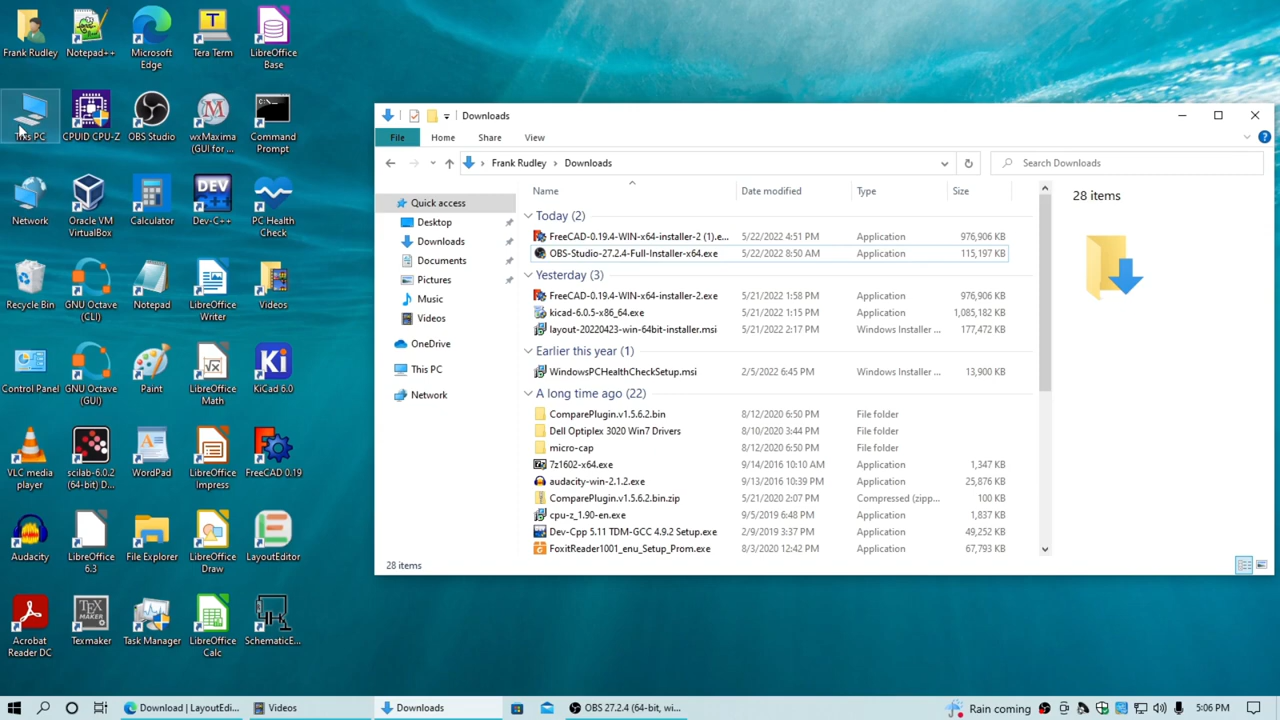 Frank Rudley
Notepad++
Microsoft
Edge
Tera Term
LibreOffice
Base
This PC
CPUID CPU-Z
OBS Studio
wxMaxima
(GUI for ...
Command
Prompt
Network
Oracle VM
VirtualBox
Calculator
DEV
Dev-C++
PC Health
Check
Recycle Bin
GNU Octave
(CLI)
Notepad
LibreOffice
Writer
Videos
Control Panel
GNU Octave
(GUI)
Paint
LibreOffice
Math
Ki
KiCad 6.0
VLC media
player
scilab-6.0.2
(64-bit) D...
WordPad
LibreOffice
Impress
FreeCAD 0.19
Audacity
LibreOffice
6.3
File Explorer
LibreOffice
Draw
LayoutEditor
Acrobat
Reader DC
TEX
MAKER
Texmaker
Task Manager
LibreOffice
Calc
SchematicE...
Downloads
File Home Share View
Frank Rudley Downloads
Search Downloads
Quick access
Desktop
Downloads
Documents
Pictures
Music
Videos
OneDrive
This PC
Network
Name Date modified Type Size
Today (2)
FreeCAD-0.19.4-WIN-x64-installer-2 (1).e... 5/22/2022 4:51 PM Application 976,906 KB
OBS-Studio-27.2.4-Full-Installer-x64.exe 5/22/2022 8:50 AM Application 115,197 KB
Yesterday (3)
FreeCAD-0.19.4-WIN-x64-installer-2.exe 5/21/2022 1:58 PM Application 976,906 KB
kicad-6.0.5-x86_64.exe 5/21/2022 1:15 PM Application 1,085,182 KB
layout-20220423-win-64bit-installer.msi 5/21/2022 2:17 PM Windows Installer ... 177,472 KB
Earlier this year (1)
WindowsPCHealthCheckSetup.msi 2/5/2022 6:45 PM Windows Installer ... 13,900 KB
A long time ago (22)
ComparePlugin.v1.5.6.2.bin 8/12/2020 6:50 PM File folder
Dell Optiplex 3020 Win7 Drivers 8/10/2020 3:44 PM File folder
micro-cap 8/12/2020 6:50 PM File folder
7z1602-x64.exe 9/14/2016 10:10 AM Application 1,347 KB
audacity-win-2.1.2.exe 9/13/2016 10:39 PM Application 25,876 KB
ComparePlugin.v1.5.6.2.bin.zip 5/21/2020 2:07 PM Compressed (zipp... 100 KB
cpu-z_1.90-en.exe 9/5/2019 6:48 PM Application 1,837 KB
Dev-Cpp 5.11 TDM-GCC 4.9.2 Setup.exe 2/9/2019 3:37 PM Application 49,252 KB
FoxitReader1001_enu_Setup_Prom.exe 8/3/2020 12:42 PM Application 67,793 KB
28 items
28 items
Download | LayoutEdi... Videos Downloads OBS 27.2.4 (64-bit, wi... Rain coming 5:06 PM